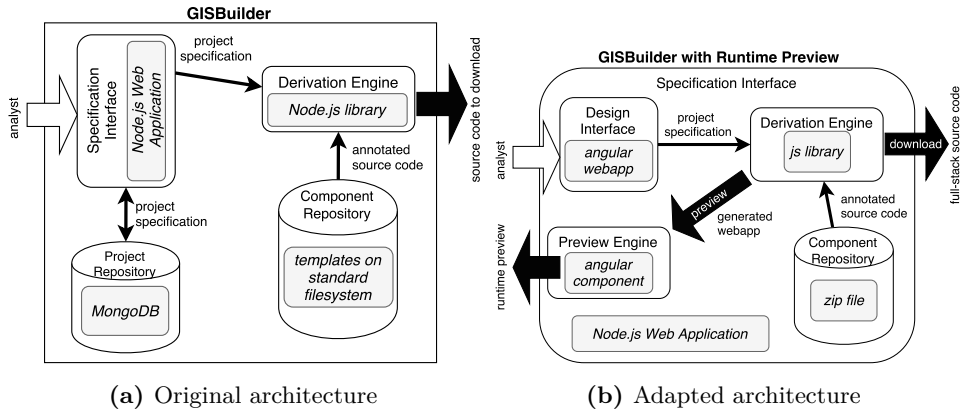 GISBuilder
analyst
Specification
Interface
Node.js Web
Application
project
specification
Derivation Engine
Node.js library
source code to download
annotated
source code
project
specification
Project
Repository
MongoDB
Component
Repository
templates on
standard
filesystem
(a) Original architecture
GISBuilder with Runtime Preview
Specification Interface
analyst
Design
Interface
angular
webapp
project
specification
Derivation Engine
js library
download
full-stack source code
preview
generated
webapp
annotated
source code
runtime preview
Preview Engine
angular
component
Component
Repository
zip file
Node.js Web Application
(b) Adapted architecture